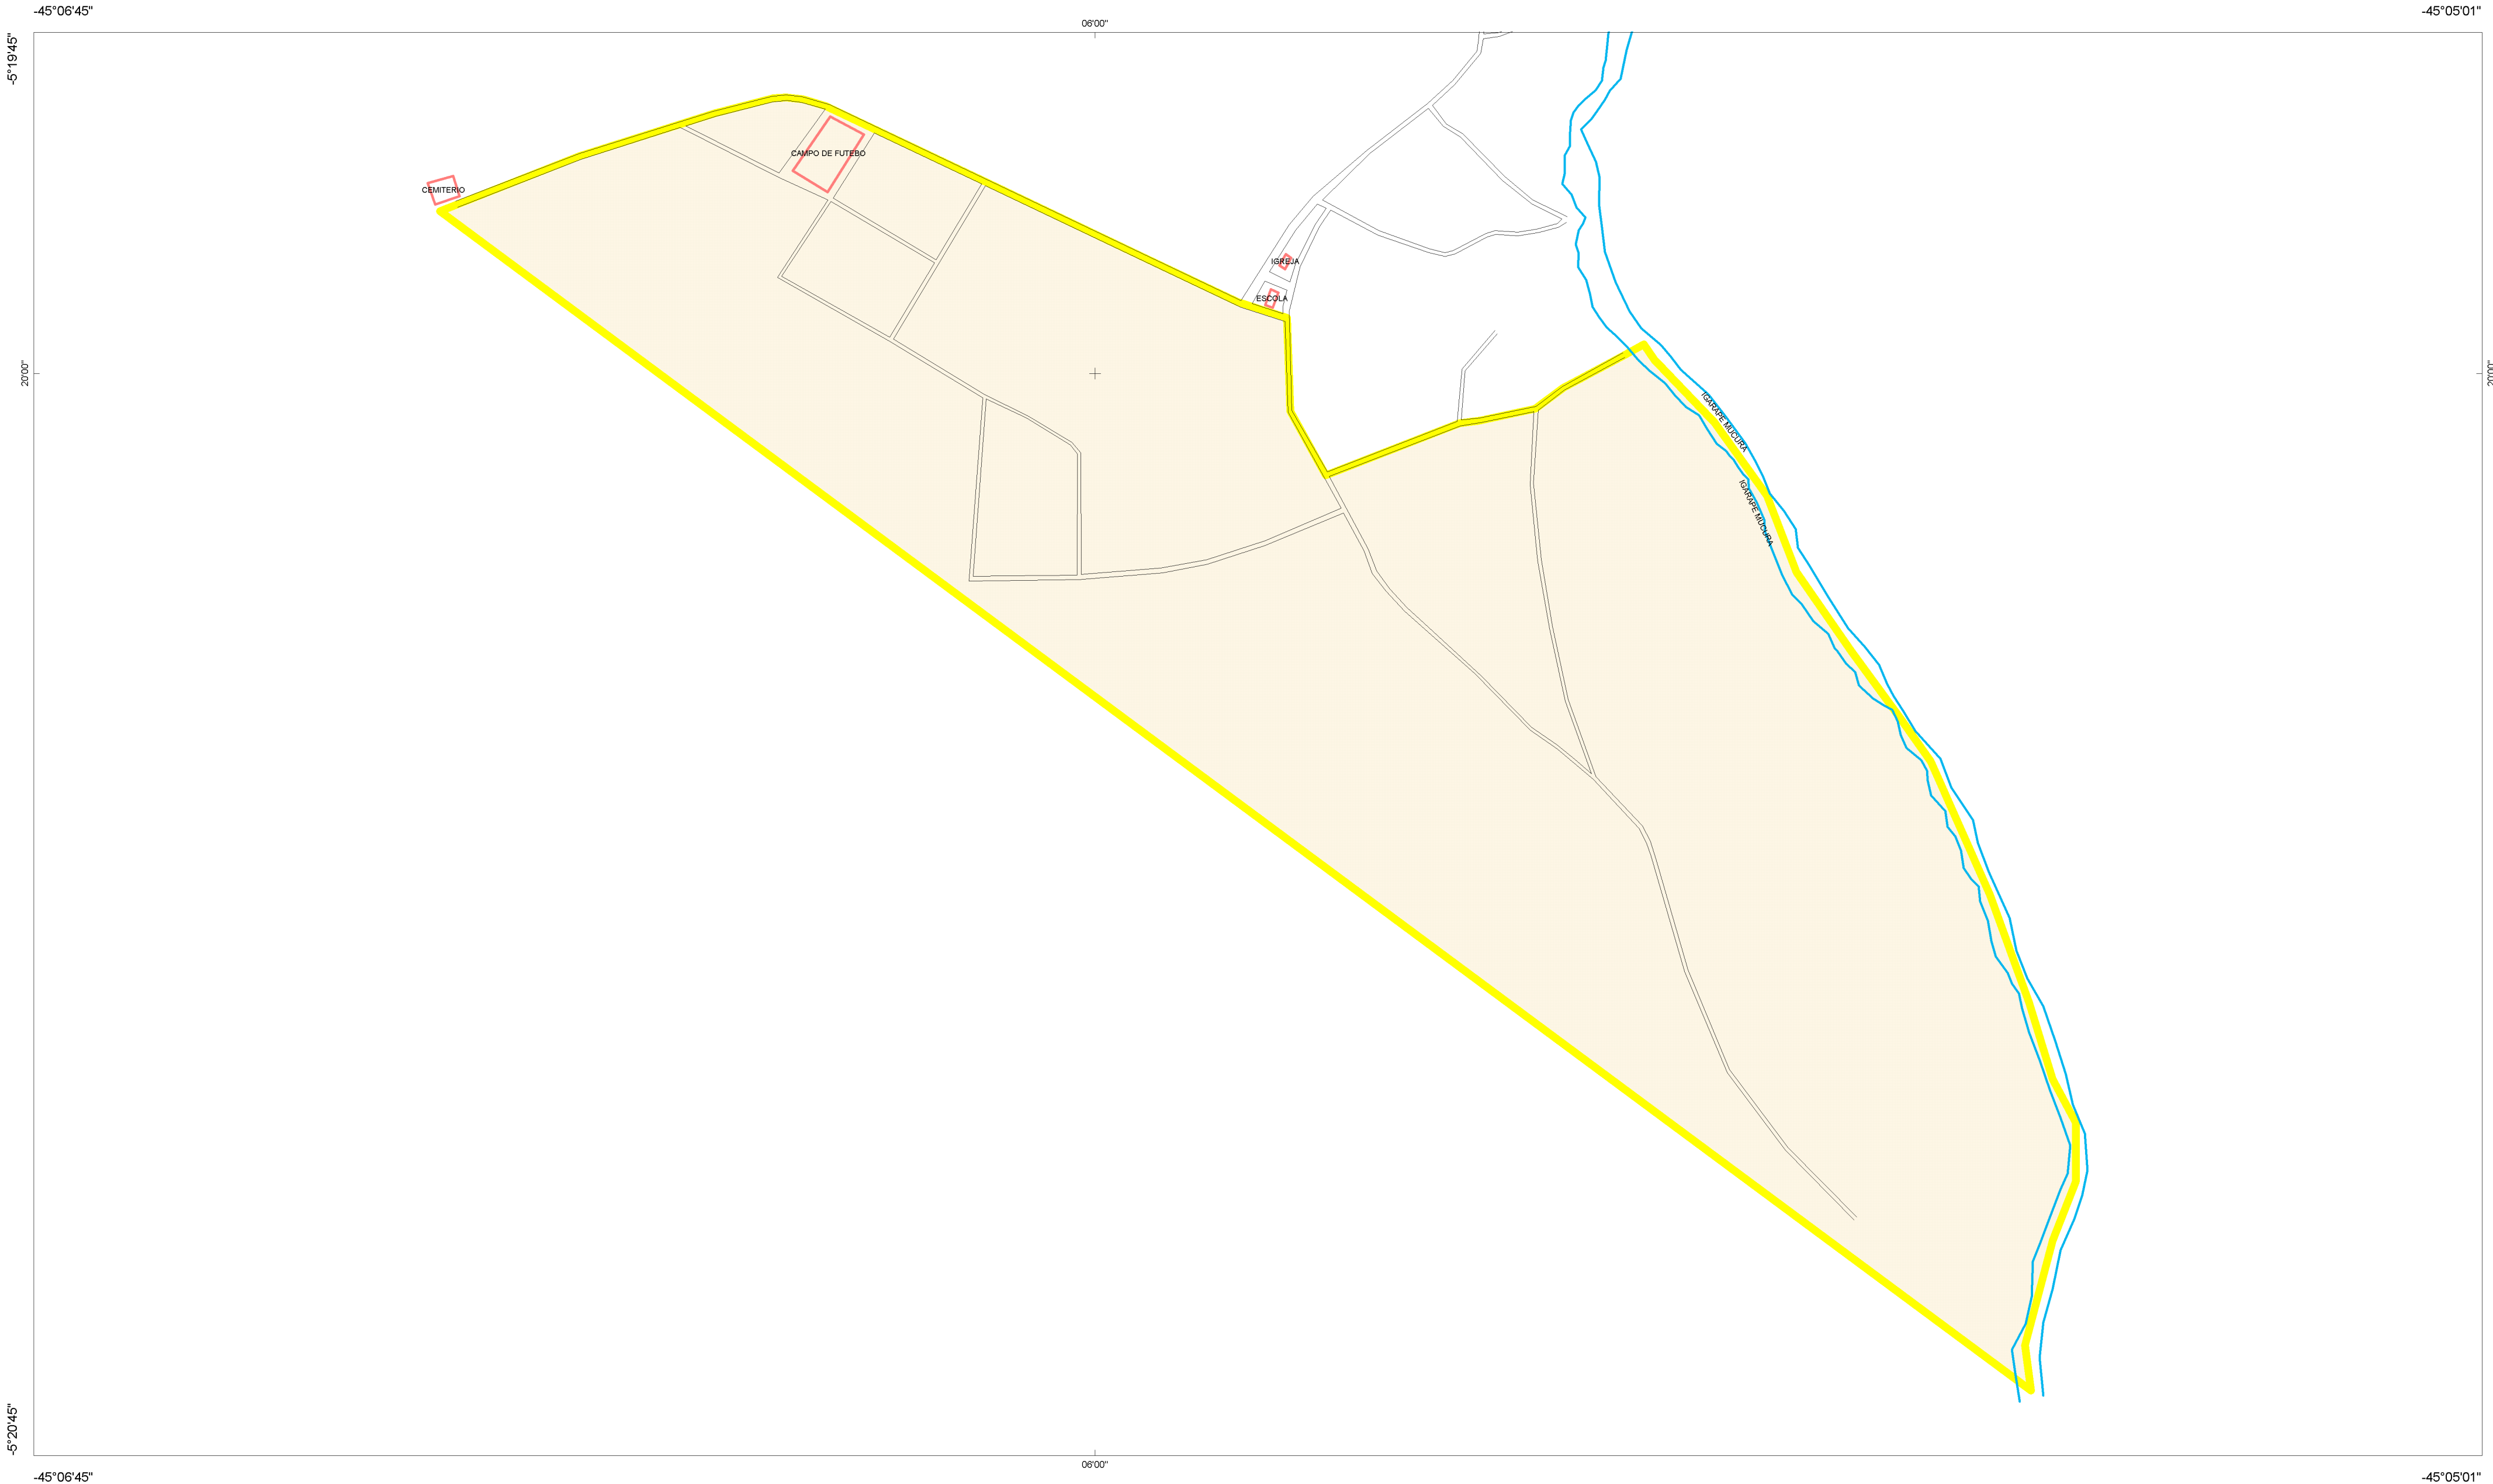 -45°06'45"
-45°05'01"
06'00"
-5°19'45"
CAMPO DE FUTEBO
CEMITERIO
IGREJA
ESCOLA
20'00"
20'00"
IGARAPE MUCURA
IGARAPE MUCURA
-5°20'45"
06'00"
-45°06'45"
-45°05'01"